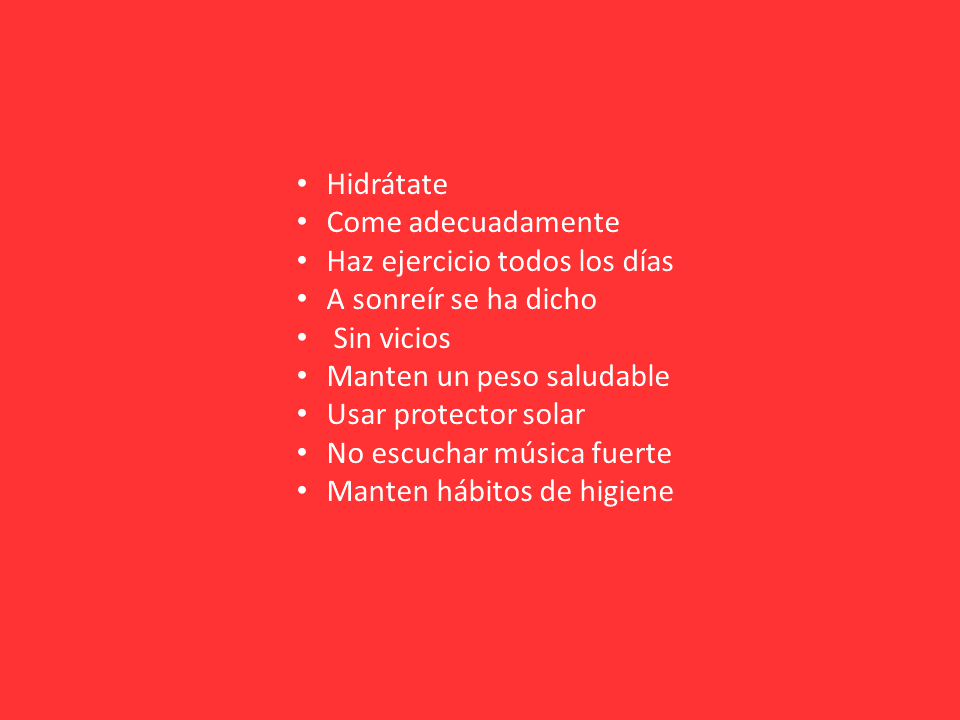 • Hidrátate
• Come adecuadamente
• Haz ejercicio todos los días
• A sonreír se ha dicho
• Sin vicios
• Manten un peso saludable
• Usar protector solar
• No escuchar música fuerte
• Manten hábitos de higiene